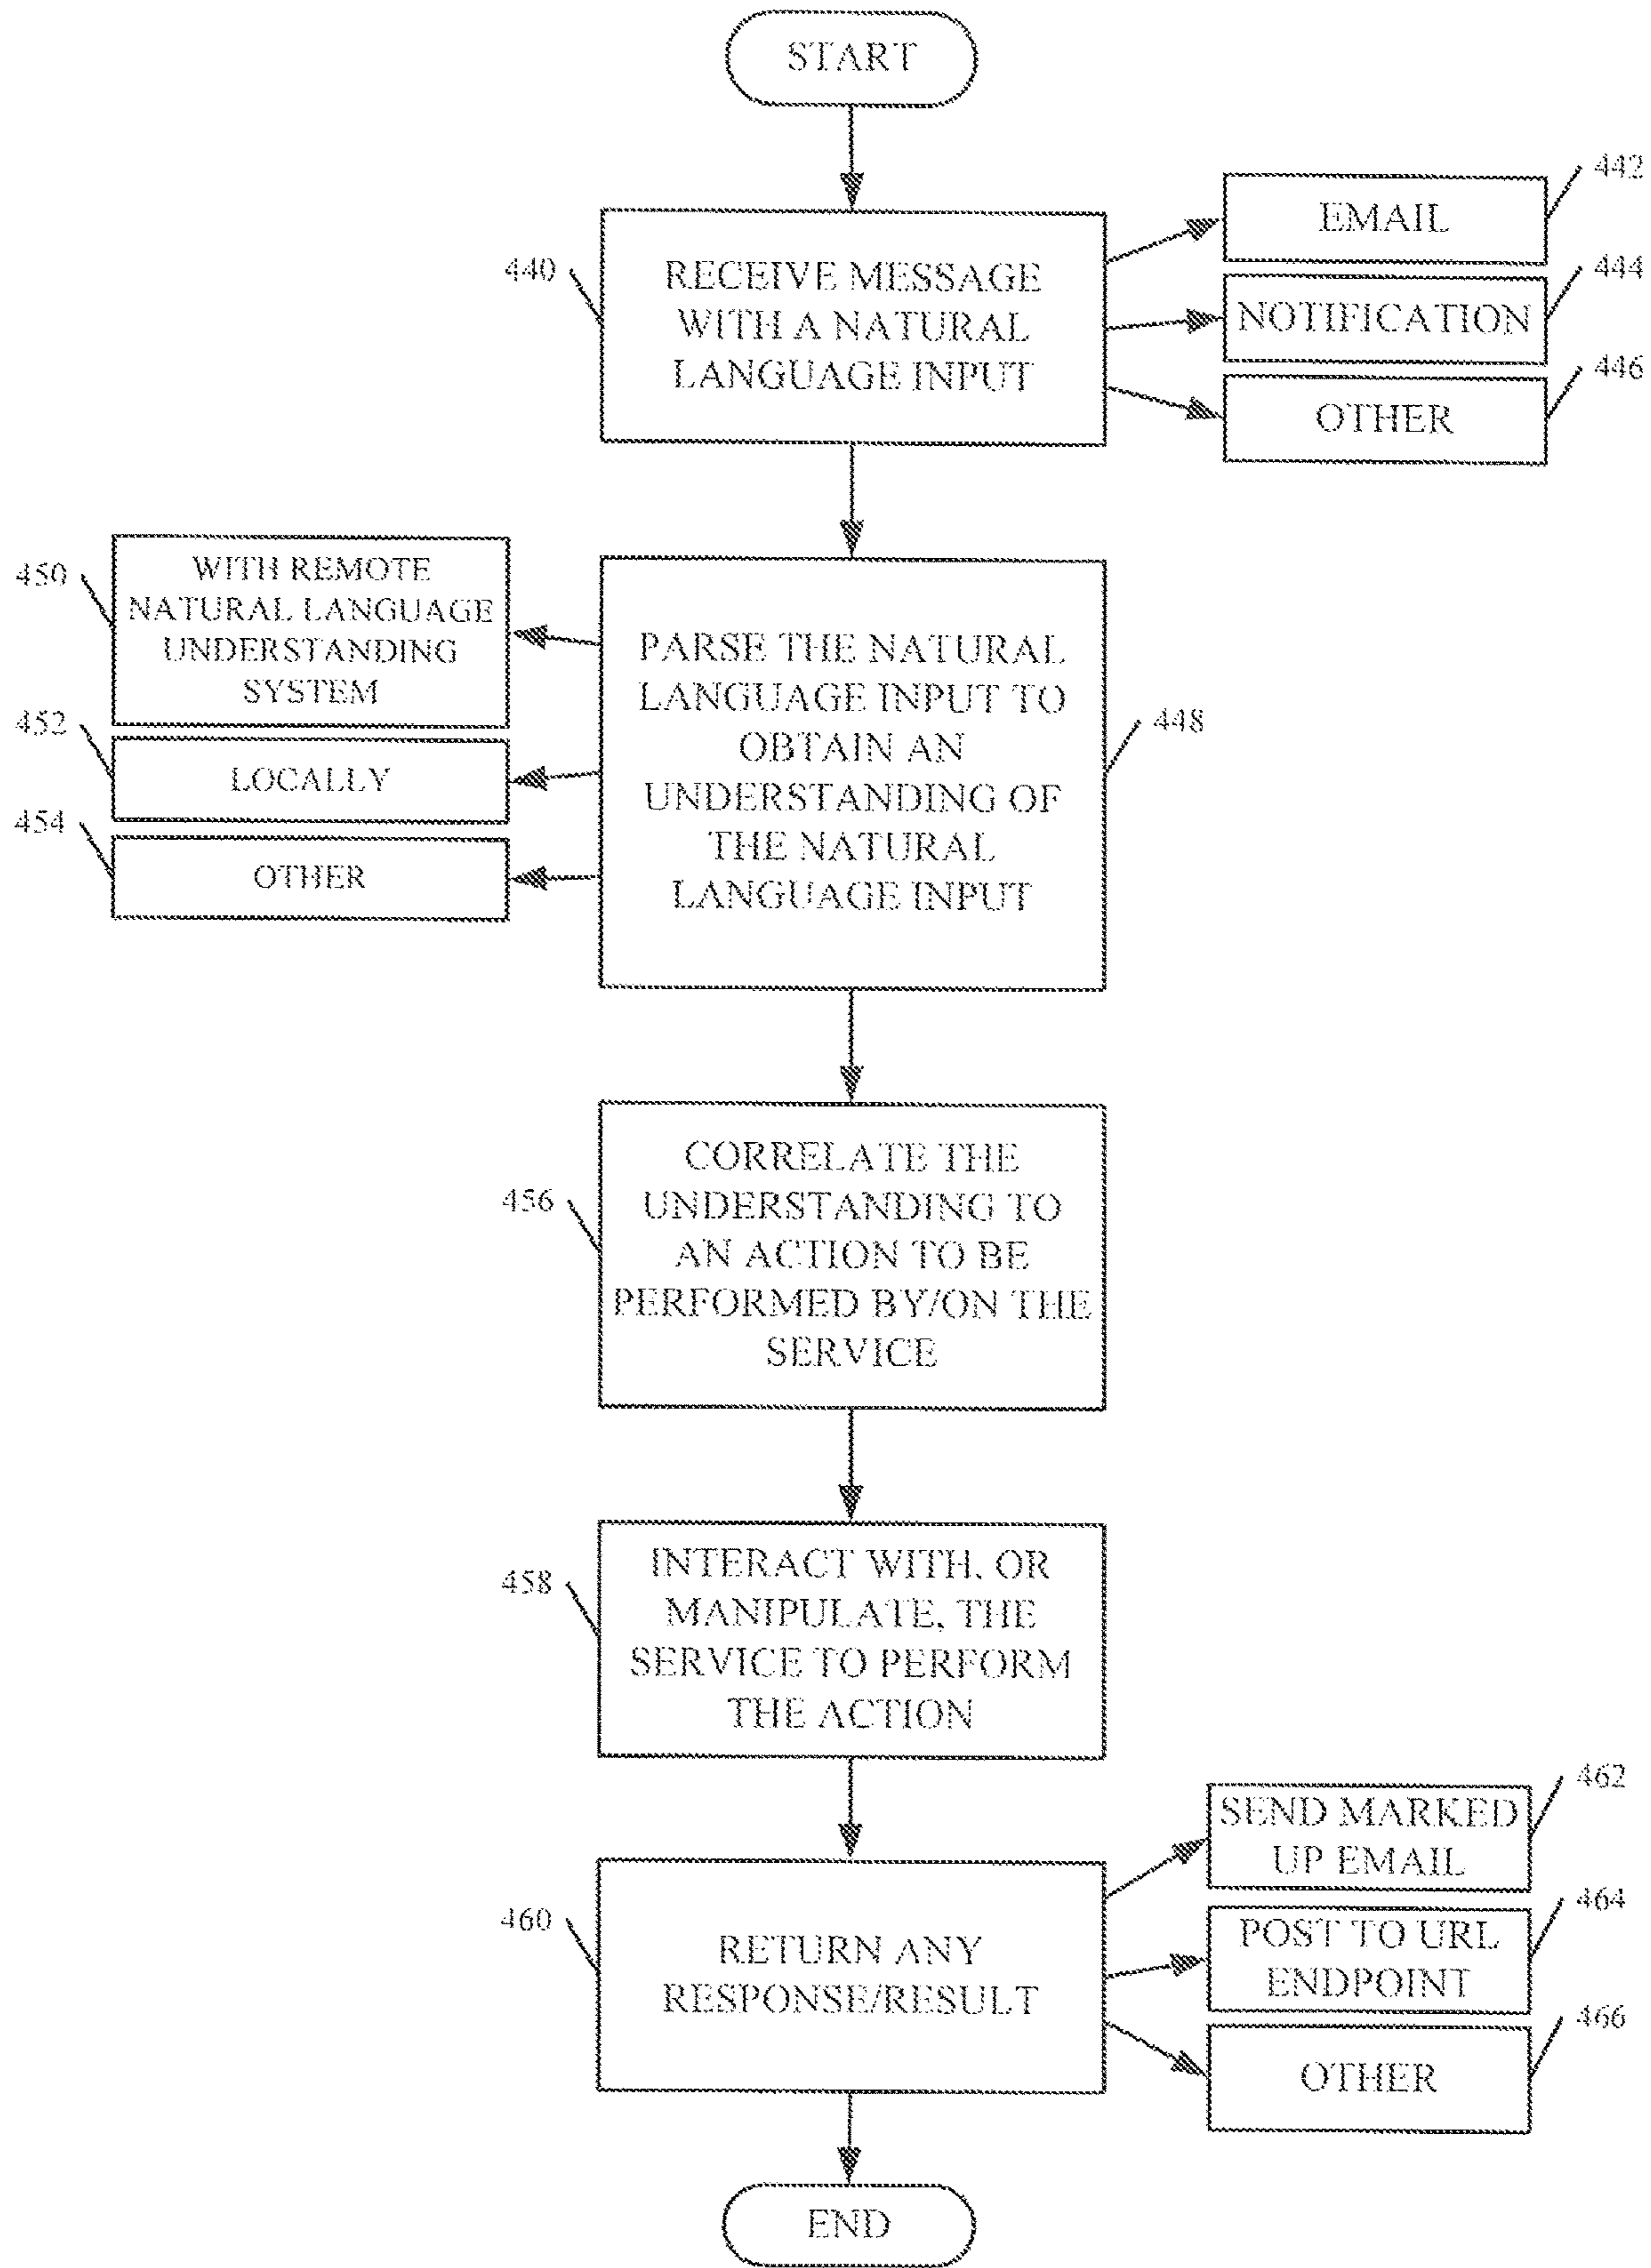 START
442
EMAIL
440
RECEIVE MESSAGE
WITH A NATURAL
LANGUAGE INPUT
444
NOTIFICATION
446
OTHER
450
WITH REMOTE
NATURAL LANGUAGE
UNDERSTANDING
SYSTEM
452
LOCALLY
454
OTHER
PARSE THE NATURAL
LANGUAGE INPUT TO
OBTAIN AN
UNDERSTANDING OF
THE NATURAL
LANGUAGE INPUT
448
456
CORRELATE THE
UNDERSTANDING TO
AN ACTION TO BE
PERFORMED BY/ON THE
SERVICE
458
INTERACT WITH, OR
MANIPULATE, THE
SERVICE TO PERFORM
THE ACTION
460
RETURN ANY
RESPONSE/RESULT
462
SEND MARKED
UP EMAIL
464
POST TO URL
ENDPOINT
466
OTHER
END